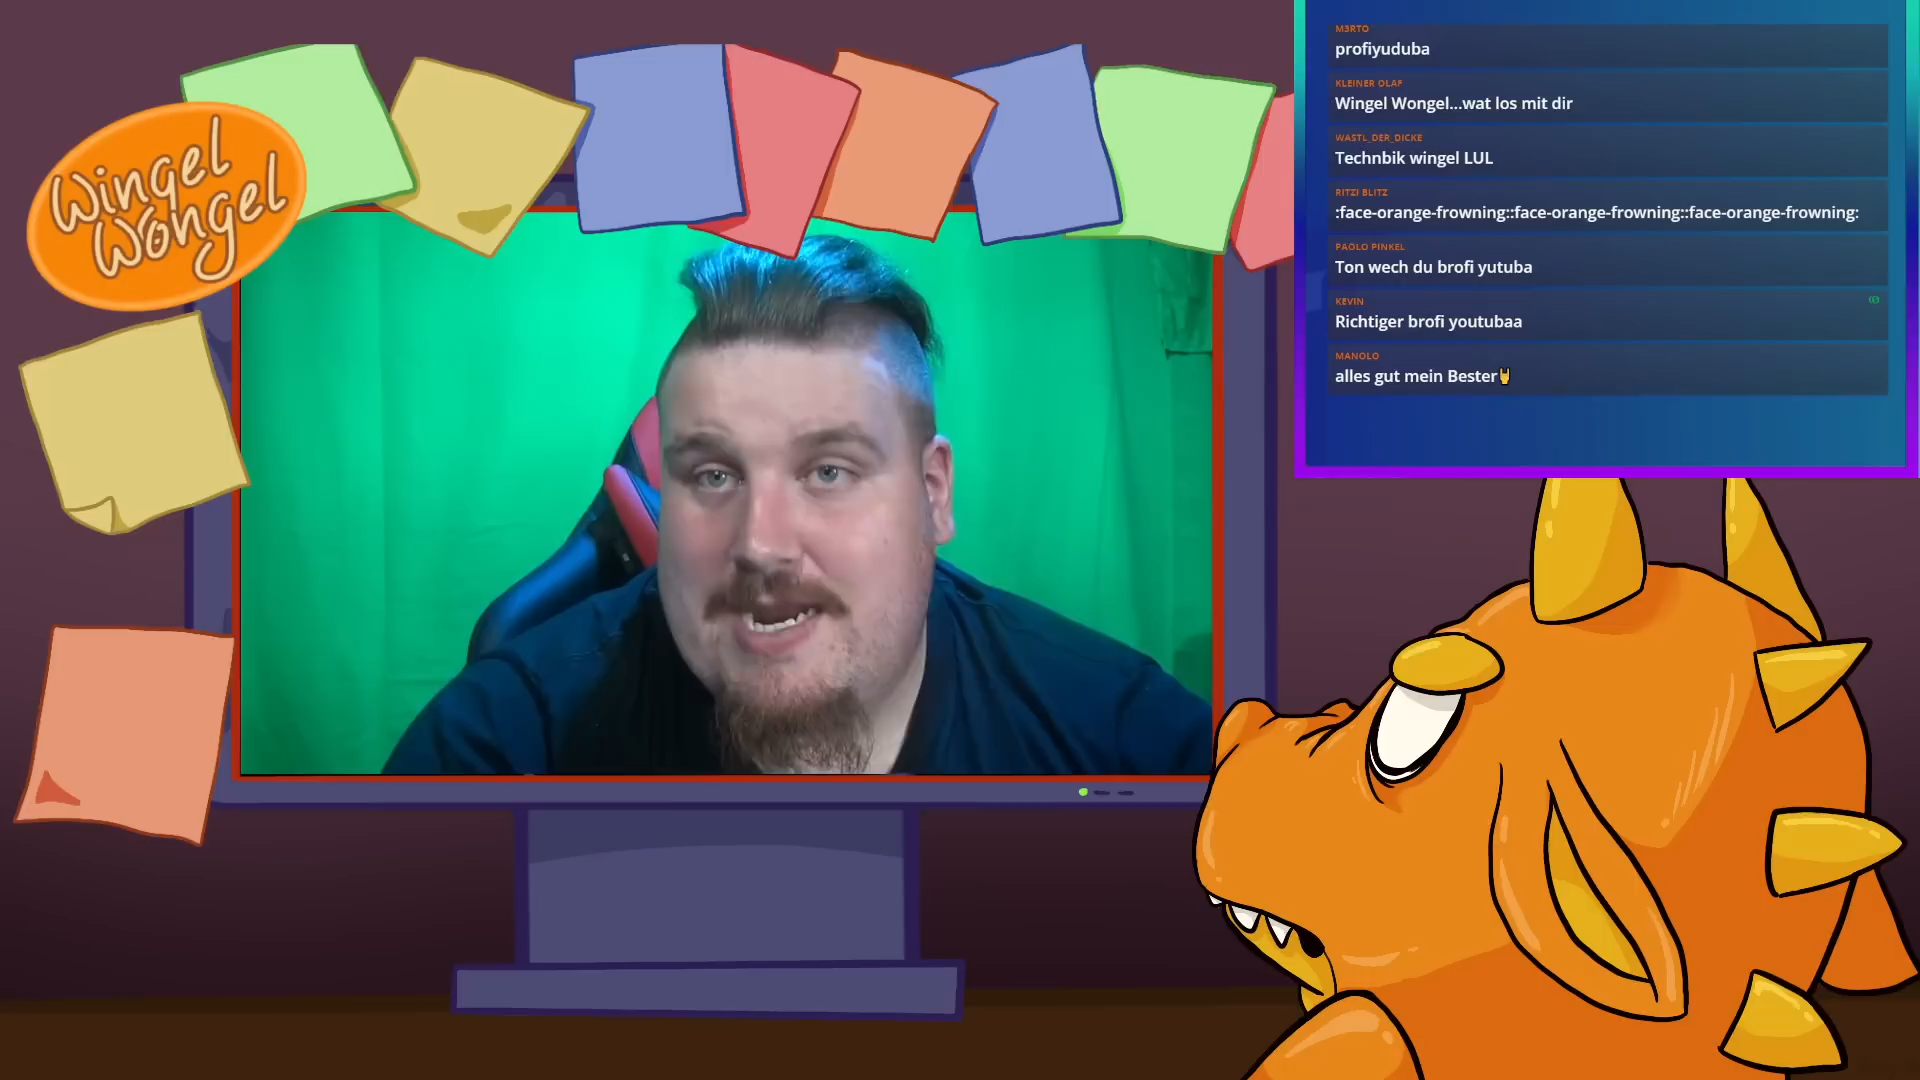 Wingel
Wongel
M3RTO
profiyuduba
KLEINER OLAF
Wingel Wongel...wat los mit dir
WASTL_DER_DICKE
Technbik wingel LUL
RITZI BLITZ
:face-orange-frowning::face-orange-frowning::face-orange-frowning:
PAOLO PINKEL
Ton wech du brofi yutuba
KEVIN
Richtiger brofi youtubaa
MANOLO
alles gut mein Bester🤘